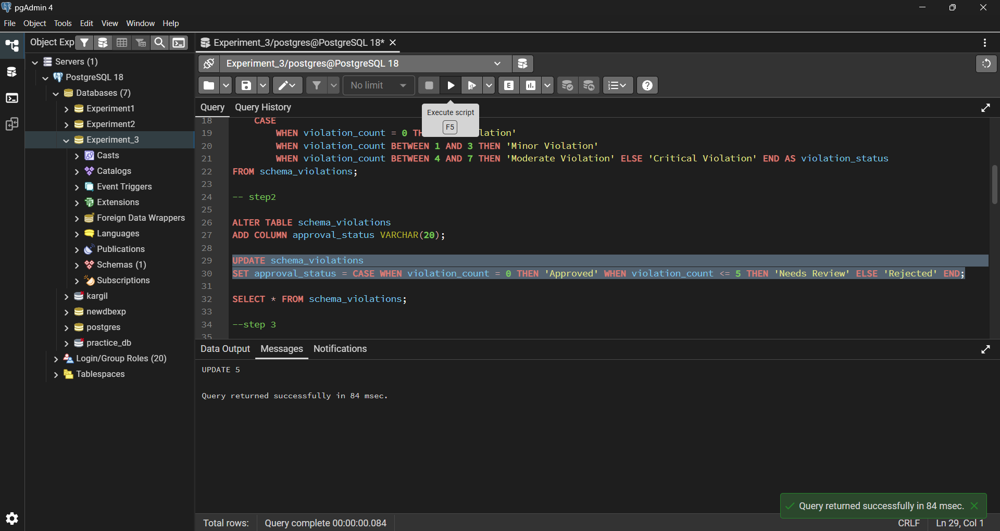 pgAdmin 4
File Object Tools Edit View Window Help
Object Exp
Experiment_3/postgres@PostgreSQL 18*
Servers (1)
PostgreSQL 18
Databases (7)
Experiment1
Experiment2
Experiment_3
Casts
Catalogs
Event Triggers
Extensions
Foreign Data Wrappers
Languages
Publications
Schemas (1)
Subscriptions
kargil
newdbexp
postgres
practice_db
Login/Group Roles (20)
Tablespaces
Experiment_3/postgres@PostgreSQL 18
No limit
E
Query Query History
Execute script
F5
18 CASE
19 WHEN violation_count = 0 TH lation'
20 WHEN violation_count BETWEEN 1 AND 3 THEN 'Minor Violation'
21 WHEN violation_count BETWEEN 4 AND 7 THEN 'Moderate Violation' ELSE 'Critical Violation' END AS violation_status
22 FROM schema_violations;
23
24 -- step2
25
26 ALTER TABLE schema_violations
27 ADD COLUMN approval_status VARCHAR(20);
28
29 UPDATE schema_violations
30 SET approval_status = CASE WHEN violation_count = 0 THEN 'Approved' WHEN violation_count <= 5 THEN 'Needs Review' ELSE 'Rejected' END;
31
32 SELECT * FROM schema_violations;
33
34 --step 3
35
Data Output Messages Notifications
UPDATE 5
Query returned successfully in 84 msec.
Query returned successfully in 84 msec.
Total rows: Query complete 00:00:00.084 CRLF Ln 29, Col 1